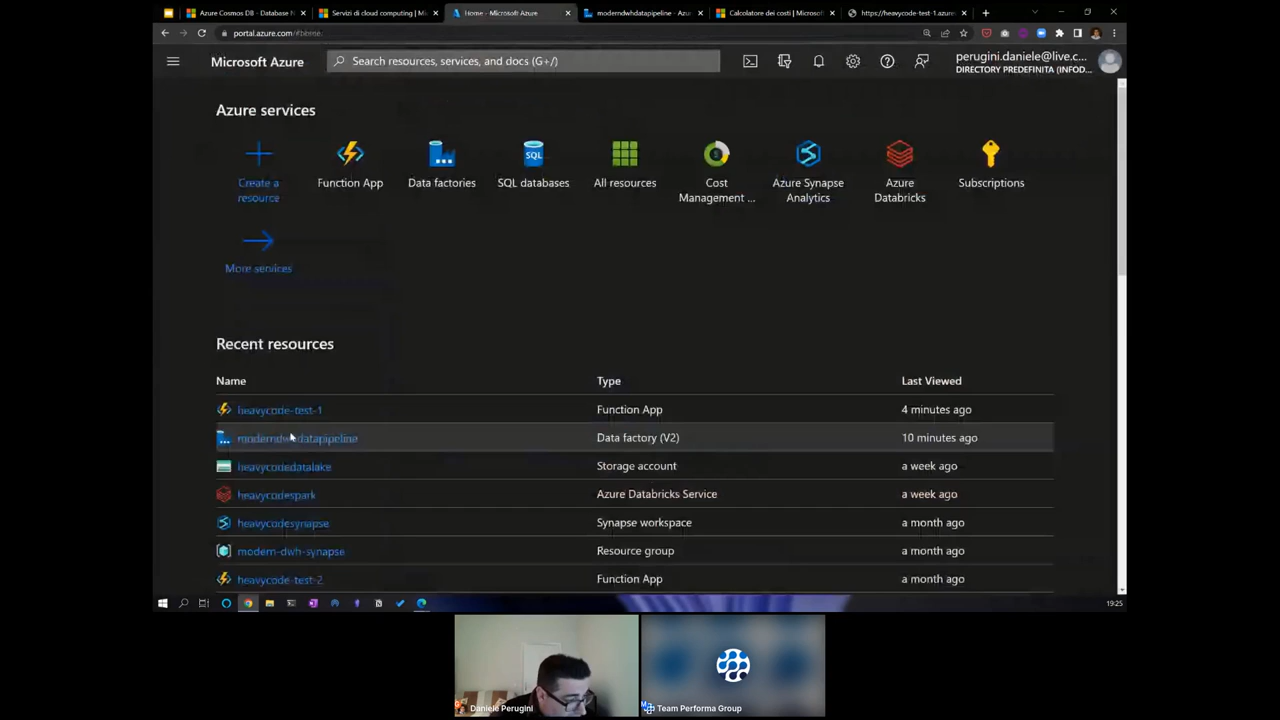 Azure Cosmos DB - Database N
Servizi di cloud computing | Mic
Home - Microsoft Azure
moderndwhdatapipeline - Azure
Calcolatore dei costi | Microsoft
https://heavycode-test-1.azure
portal.azure.com/#home
Microsoft Azure
Search resources, services, and docs (G+/)
perugini.daniele@live.c...
DIRECTORY PREDEFINITA (INFOD...
Azure services
Create a resource
Function App
Data factories
SQL
SQL databases
All resources
Cost Management ...
Azure Synapse Analytics
Azure Databricks
Subscriptions
More services
Recent resources
Name Type Last Viewed
heavycode-test-1 Function App 4 minutes ago
moderndwhdatapipeline Data factory (V2) 10 minutes ago
heavycodedatalake Storage account a week ago
heavycodespark Azure Databricks Service a week ago
heavycodesynapse Synapse workspace a month ago
modern-dwh-synapse Resource group a month ago
heavycode-test-2 Function App a month ago
19:25
Daniele Perugini
Team Performa Group